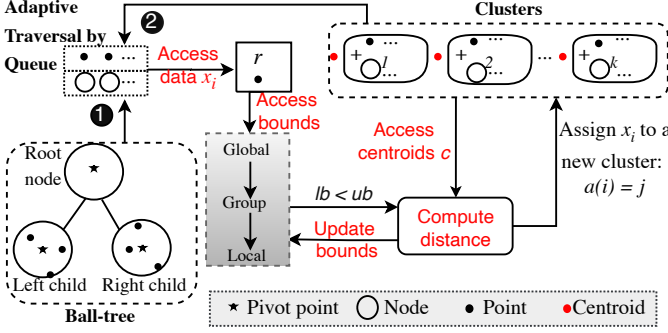 Adaptive
Traversal by
Queue
❷
...
...
Access
data x_i
r
Access
bounds
Clusters
+ 1 ...
...
+ 2 ...
...
...
+ k ...
...
❶
Root
node
Left child
Right child
Ball-tree
Global
Group
Local
lb < ub
Update
bounds
Access
centroids c
Compute
distance
Assign x_i to a
new cluster:
a(i) = j
Pivot point
Node
Point
Centroid